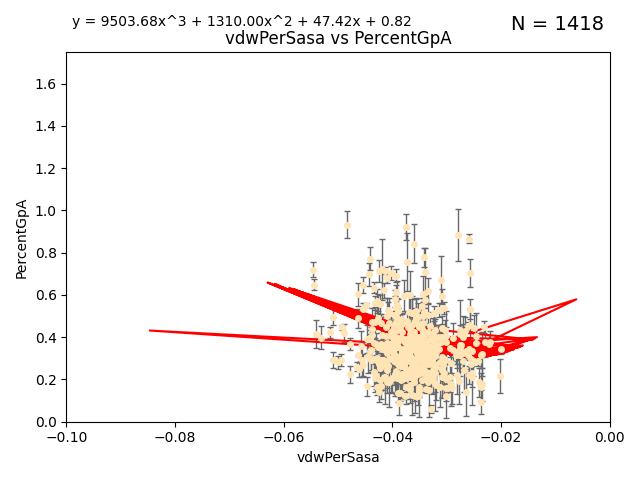 y = 9503.68x^3 + 1310.00x^2 + 47.42x + 0.82
N = 1418
vdwPerSasa vs PercentGpA
PercentGpA
1.6
1.4
1.2
1.0
0.8
0.6
0.4
0.2
0.0
−0.10 −0.08 −0.06 −0.04 −0.02 0.00
vdwPerSasa